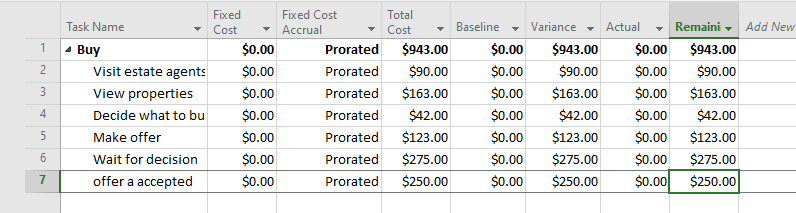 Task Name Fixed Cost Fixed Cost Accrual Total Cost Baseline Variance Actual Remaini Add New
1 Buy $0.00 Prorated $943.00 $0.00 $943.00 $0.00 $943.00
2 Visit estate agents $0.00 Prorated $90.00 $0.00 $90.00 $0.00 $90.00
3 View properties $0.00 Prorated $163.00 $0.00 $163.00 $0.00 $163.00
4 Decide what to bu $0.00 Prorated $42.00 $0.00 $42.00 $0.00 $42.00
5 Make offer $0.00 Prorated $123.00 $0.00 $123.00 $0.00 $123.00
6 Wait for decision $0.00 Prorated $275.00 $0.00 $275.00 $0.00 $275.00
7 offer a accepted $0.00 Prorated $250.00 $0.00 $250.00 $0.00 $250.00